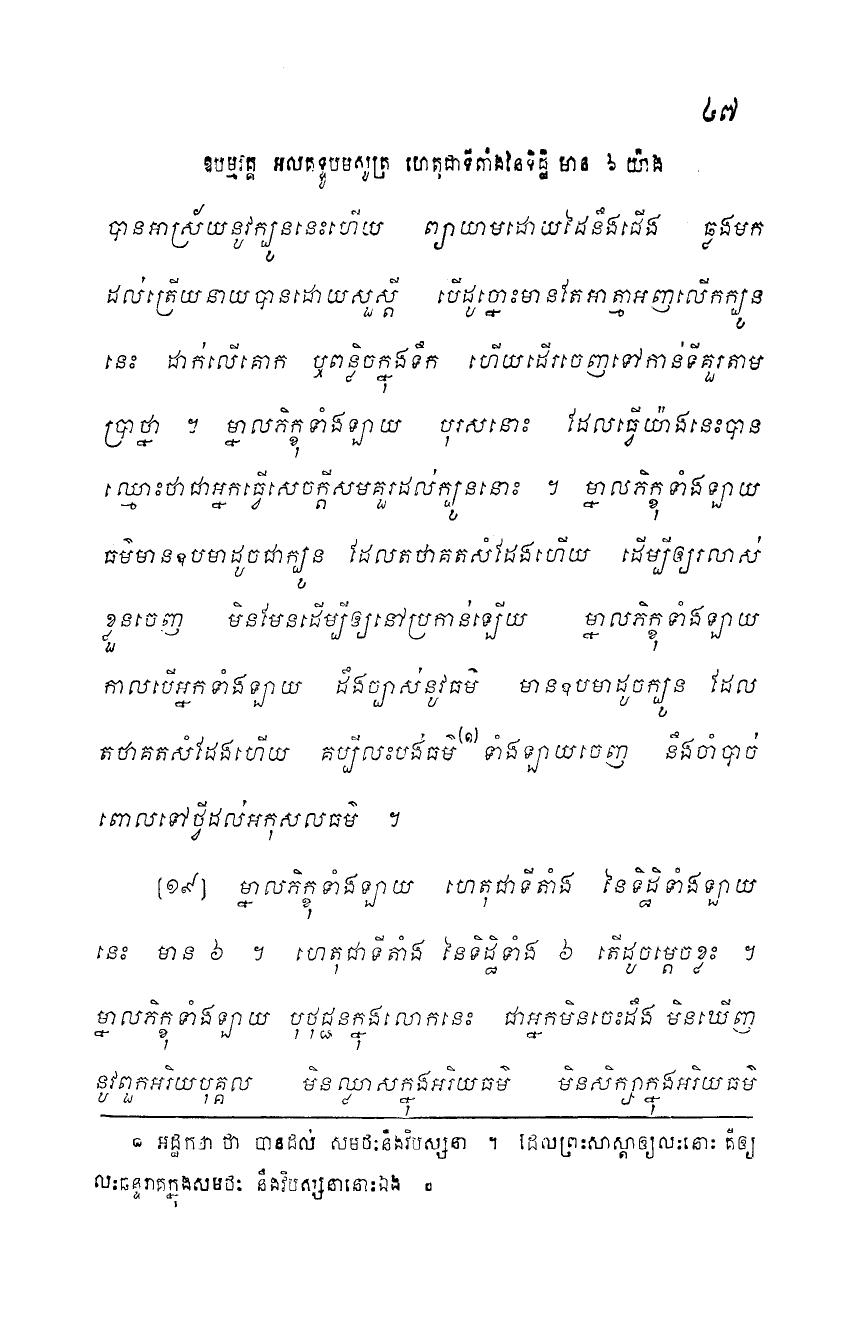 ៤៧
ឱបម្មវគ្គ អលគទ្ទូបមសូត្រ ហេតុជាទីតាំងនៃទិដ្ឋិ មាន ៦ យ៉ាង
បានអាស្រ័យនូវក្បូននេះហើយ ព្យាយាមដោយដៃនឹងជើង ឆ្លងមក
ដល់ត្រើយនាយបានដោយសួស្តី បើដូច្នោះមានតែអាត្មាអញលើកក្បូន
នេះ ដាក់លើគោក ឬពន្លិចក្នុងទឹក ហើយដើរចេញទៅកាន់ទីគួរតាម
ប្រាថ្នា ។ ម្នាលភិក្ខុទាំងឡាយ បុរសនោះ ដែលធ្វើយ៉ាងនេះបាន
ឈ្មោះថាជាអ្នកធ្វើសេចក្តីសមគួរដល់ក្បូននោះ ។ ម្នាលភិក្ខុទាំងឡាយ
ធម៌មានឧបមាដូចជាក្បូន ដែលតថាគតសំដែងហើយ ដើម្បីឲ្យរលាស់
ខ្លួនចេញ មិនមែនដើម្បីឲ្យនៅប្រកាន់ឡើយ ម្នាលភិក្ខុទាំងឡាយ
កាលបើអ្នកទាំងឡាយ ដឹងច្បាស់នូវធម៌ មានឧបមាដូចក្បូន ដែល
តថាគតសំដែងហើយ គប្បីលះបង់ធម៌(១) ទាំងឡាយចេញ នឹងចាំបាច់
ពោលទៅថ្វីដល់អកុសលធម៌ ។
[១៩] ម្នាលភិក្ខុទាំងឡាយ ហេតុជាទីតាំង នៃទិដ្ឋិទាំងឡាយ
នេះ មាន ៦ ។ ហេតុជាទីតាំង នៃទិដ្ឋិទាំង ៦ តើដូចម្តេចខ្លះ ។
ម្នាលភិក្ខុទាំងឡាយ បុថុជ្ជនក្នុងលោកនេះ ជាអ្នកមិនចេះដឹង មិនឃើញ
នូវពួកអរិយបុគ្គល មិនឈ្លាសក្នុងអរិយធម៌ មិនសិក្សាក្នុងអរិយធម៌
១ អដ្ឋកថា ថា បានដល់ សមថៈនឹងវិបស្សនា ។ ដែលព្រះសាស្តាឲ្យលះនោះ គឺឲ្យ
លះឆន្ទរាគក្នុងសមថៈ នឹងវិបស្សនានោះឯង ។